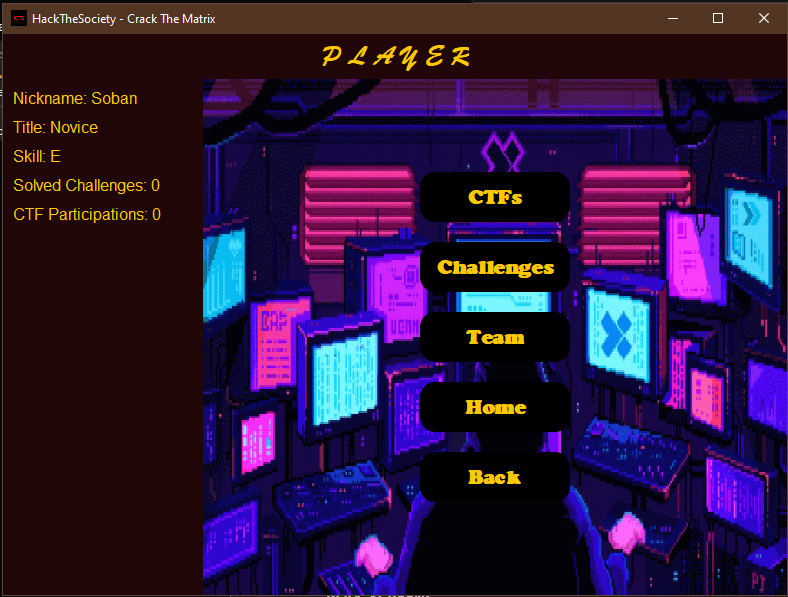 HackTheSociety - Crack The Matrix
PLAYER
Nickname: Soban
Title: Novice
Skill: E
Solved Challenges: 0
CTF Participations: 0
CTFs
Challenges
Team
Home
Back